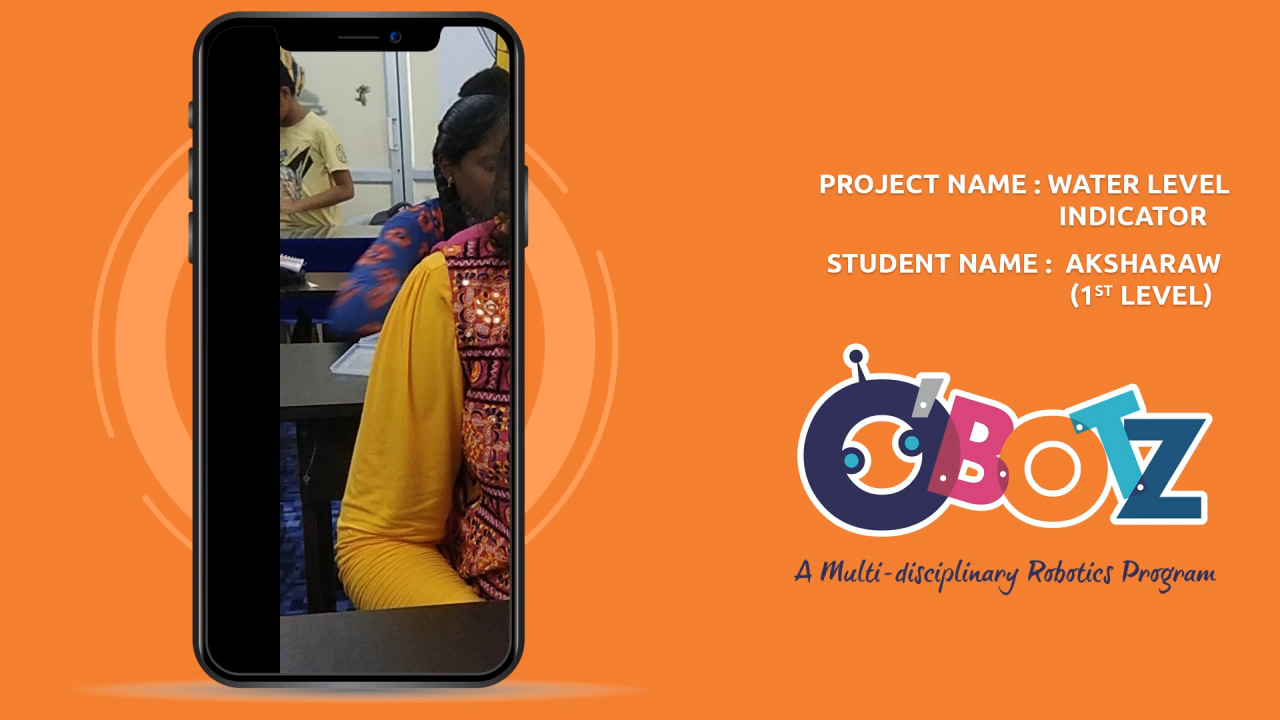 PROJECT NAME : WATER LEVEL
INDICATOR
STUDENT NAME : AKSHARAW
(1ST LEVEL)
O'BOTZ
A Multi-disciplinary Robotics Program